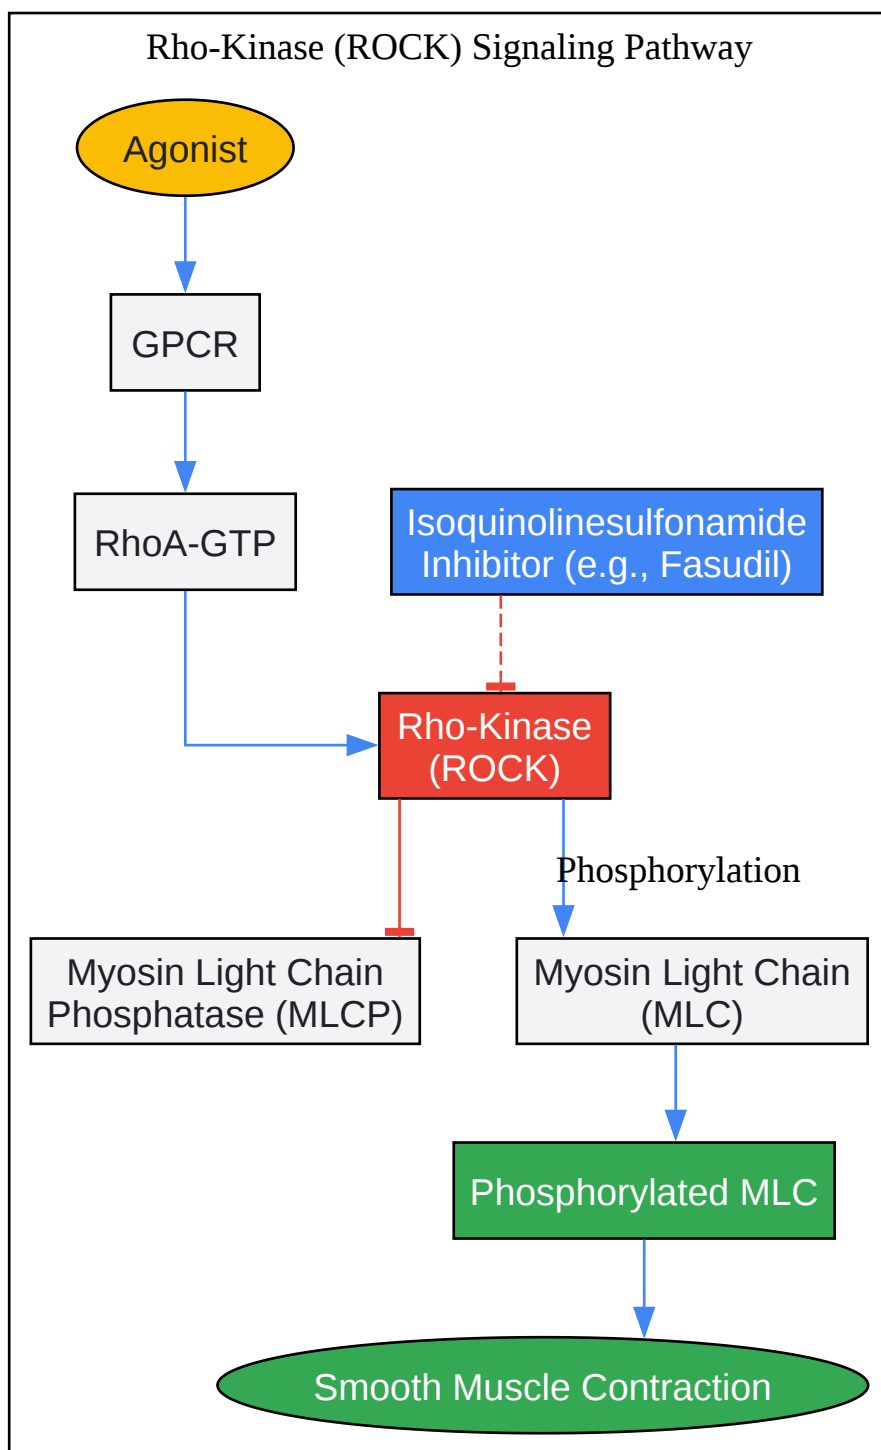 Rho-Kinase (ROCK) Signaling Pathway
Agonist
GPCR
RhoA-GTP
Isoquinolinesulfonamide
Inhibitor (e.g., Fasudil)
Rho-Kinase
(ROCK)
Phosphorylation
Myosin Light Chain
Phosphatase (MLCP)
Myosin Light Chain
(MLC)
Phosphorylated MLC
Smooth Muscle Contraction